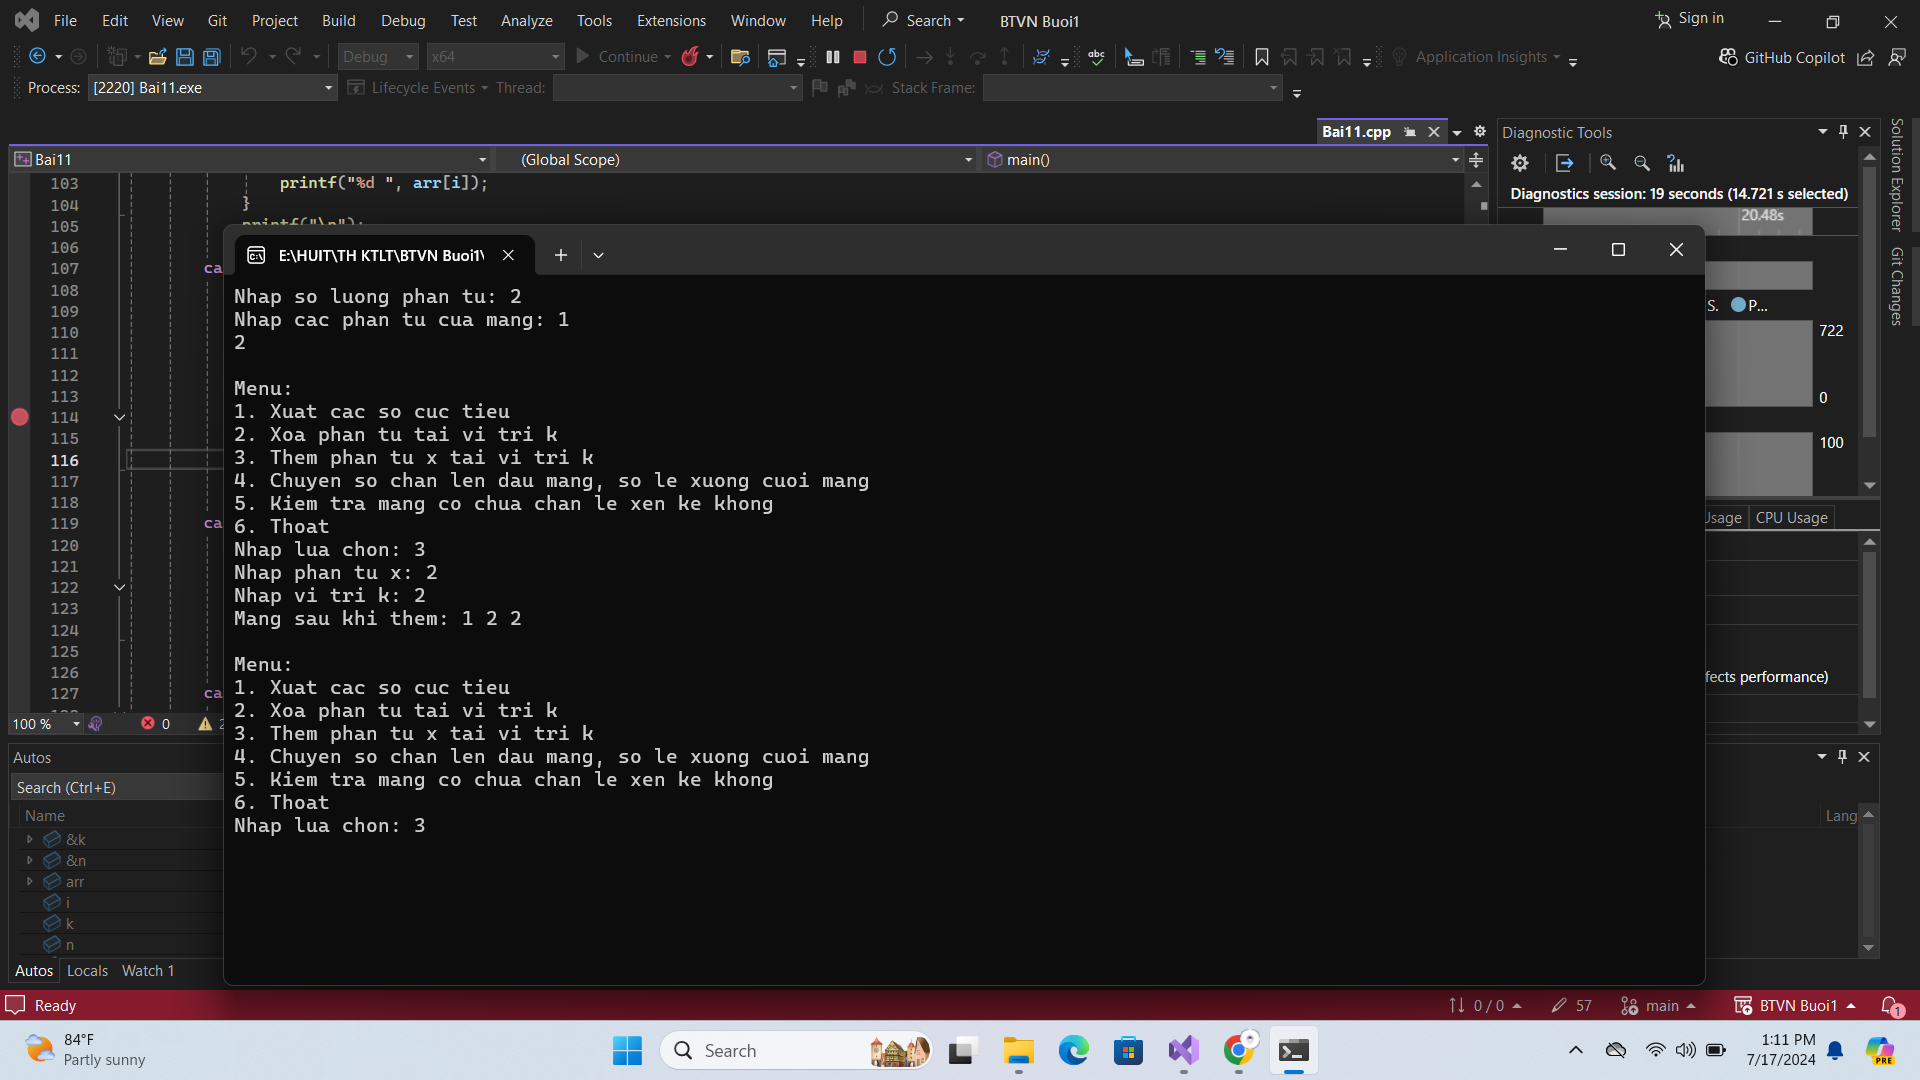 File Edit View Git Project Build Debug Test Analyze Tools Extensions Window Help Search BTVN Buoi1 Sign in
Debug x64 Continue Application Insights GitHub Copilot
Process: [2220] Bai11.exe Lifecycle Events Thread: Stack Frame:
Bai11.cpp
Bai11 (Global Scope) main()
103 printf("%d ", arr[i]);
104 }
105 printf("\n");
106
107 ca
108
109
110
111
112
113
114
115
116
117
118
119 ca
120
121
122
123
124
125
126
127 ca
100 % 0
Diagnostic Tools
Diagnostics session: 19 seconds (14.721 s selected)
20.48s
S. P...
722
0
100
Usage CPU Usage
fects performance)
Solution Explorer
Git Changes
E:\HUIT\TH KTLT\BTVN Buoi1\
Nhap so luong phan tu: 2
Nhap cac phan tu cua mang: 1
2
Menu:
1. Xuat cac so cuc tieu
2. Xoa phan tu tai vi tri k
3. Them phan tu x tai vi tri k
4. Chuyen so chan len dau mang, so le xuong cuoi mang
5. Kiem tra mang co chua chan le xen ke khong
6. Thoat
Nhap lua chon: 3
Nhap phan tu x: 2
Nhap vi tri k: 2
Mang sau khi them: 1 2 2
Menu:
1. Xuat cac so cuc tieu
2. Xoa phan tu tai vi tri k
3. Them phan tu x tai vi tri k
4. Chuyen so chan len dau mang, so le xuong cuoi mang
5. Kiem tra mang co chua chan le xen ke khong
6. Thoat
Nhap lua chon: 3
Autos
Search (Ctrl+E)
Name
&k
&n
arr
i
k
n
Autos Locals Watch 1
Lang
Ready 0 / 0 57 main BTVN Buoi1 1
84°F
Partly sunny
Search
1:11 PM
7/17/2024
PRE